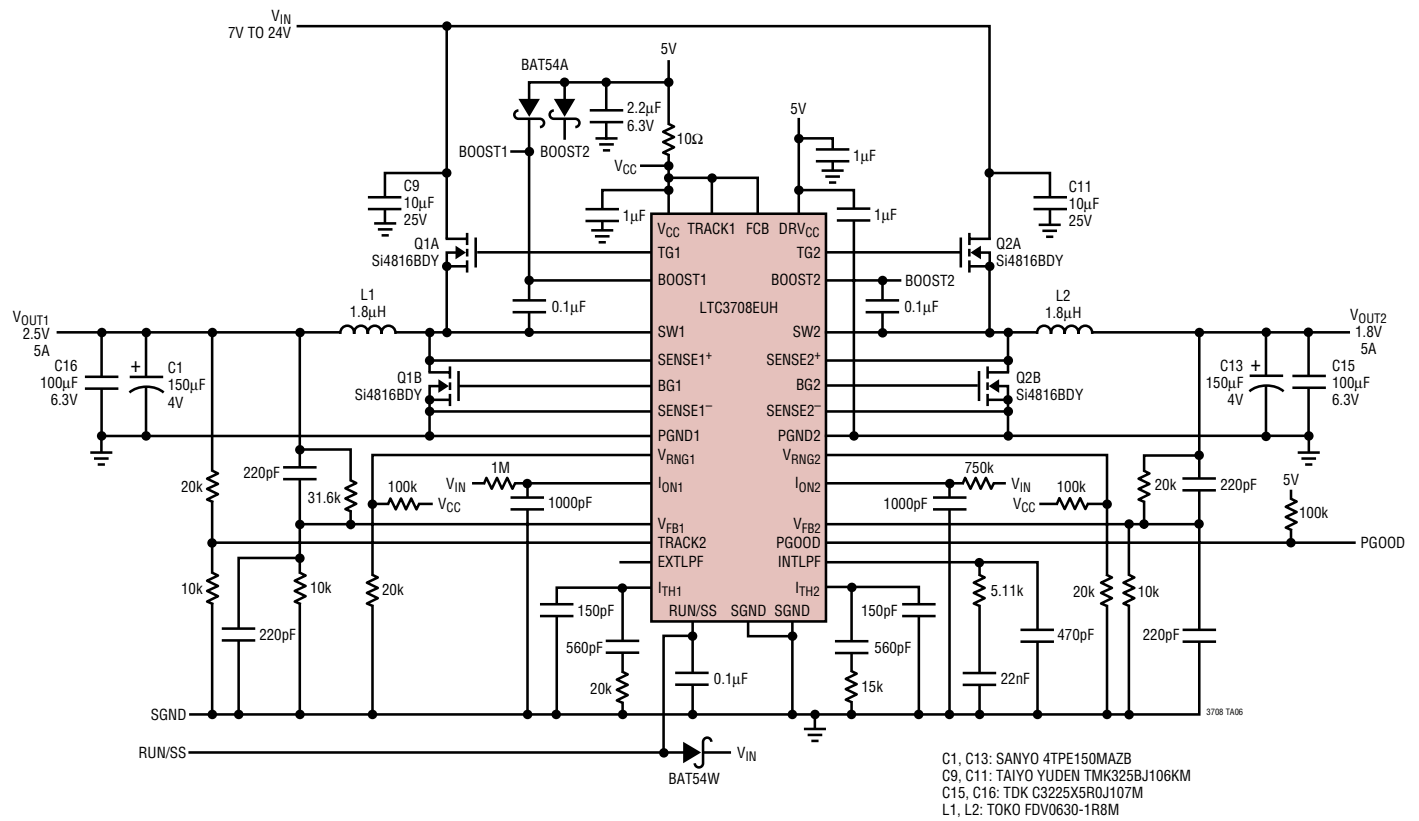 VIN
7V TO 24V
5V
BAT54A
2.2µF
6.3V
10Ω
5V
1µF
BOOST1
BOOST2
VCC
C9
10µF
25V
1µF
1µF
C11
10µF
25V
VCC TRACK1 FCB DRVCC
Q1A
Si4816BDY
TG1
TG2
Q2A
Si4816BDY
BOOST1
BOOST2
BOOST2
LTC3708EUH
0.1µF
0.1µF
L1
1.8µH
L2
1.8µH
VOUT1
2.5V
5A
SW1
SW2
VOUT2
1.8V
5A
SENSE1+
SENSE2+
C16
100µF
6.3V
+
C1
150µF
4V
Q1B
Si4816BDY
BG1
BG2
Q2B
Si4816BDY
C13
150µF
4V
+
C15
100µF
6.3V
SENSE1–
SENSE2–
PGND1
PGND2
VRNG1
VRNG2
20k
220pF
31.6k
100k
VCC
VIN
1M
1000pF
ION1
ION2
750k
VIN
1000pF
100k
VCC
20k
220pF
5V
100k
VFB1
VFB2
TRACK2
PGOOD
PGOOD
EXTLPF
INTLPF
ITH1
ITH2
RUN/SS SGND SGND
10k
220pF
10k
20k
150pF
560pF
20k
0.1µF
560pF
15k
150pF
5.11k
22nF
470pF
20k
10k
220pF
SGND
3708 TA06
RUN/SS
VIN
BAT54W
C1, C13: SANYO 4TPE150MAZB
C9, C11: TAIYO YUDEN TMK325BJ106KM
C15, C16: TDK C3225X5R0J107M
L1, L2: TOKO FDV0630-1R8M